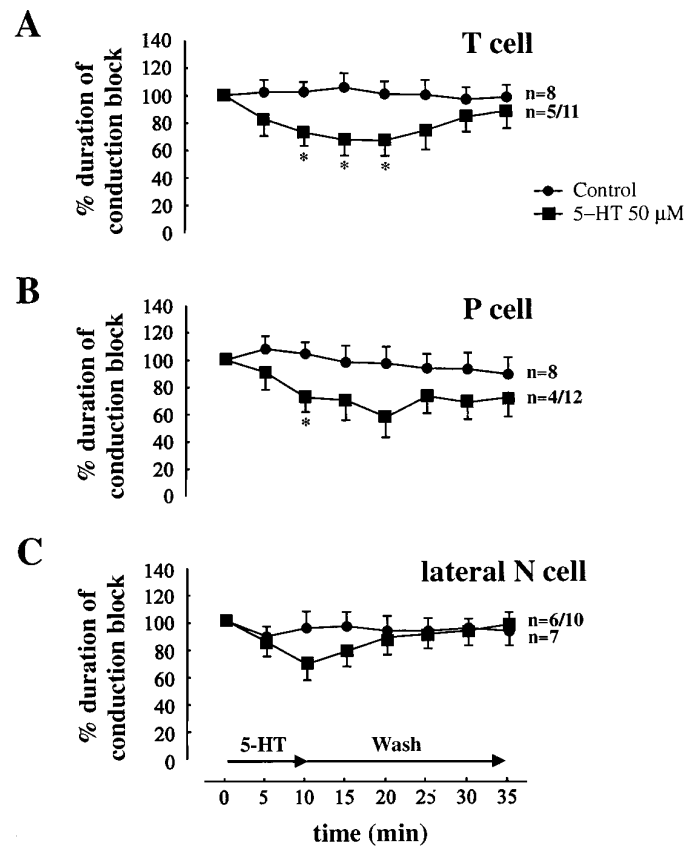 A
T cell
% duration of
conduction block
140
120
100
80
60
40
20
0
n=8
n=5/11
* * *
Control
5–HT 50 µM
B
P cell
% duration of
conduction block
140
120
100
80
60
40
20
0
n=8
n=4/12
*
C
lateral N cell
% duration of
conduction block
140
120
100
80
60
40
20
0
n=6/10
n=7
5-HT Wash
0 5 10 15 20 25 30 35
time (min)